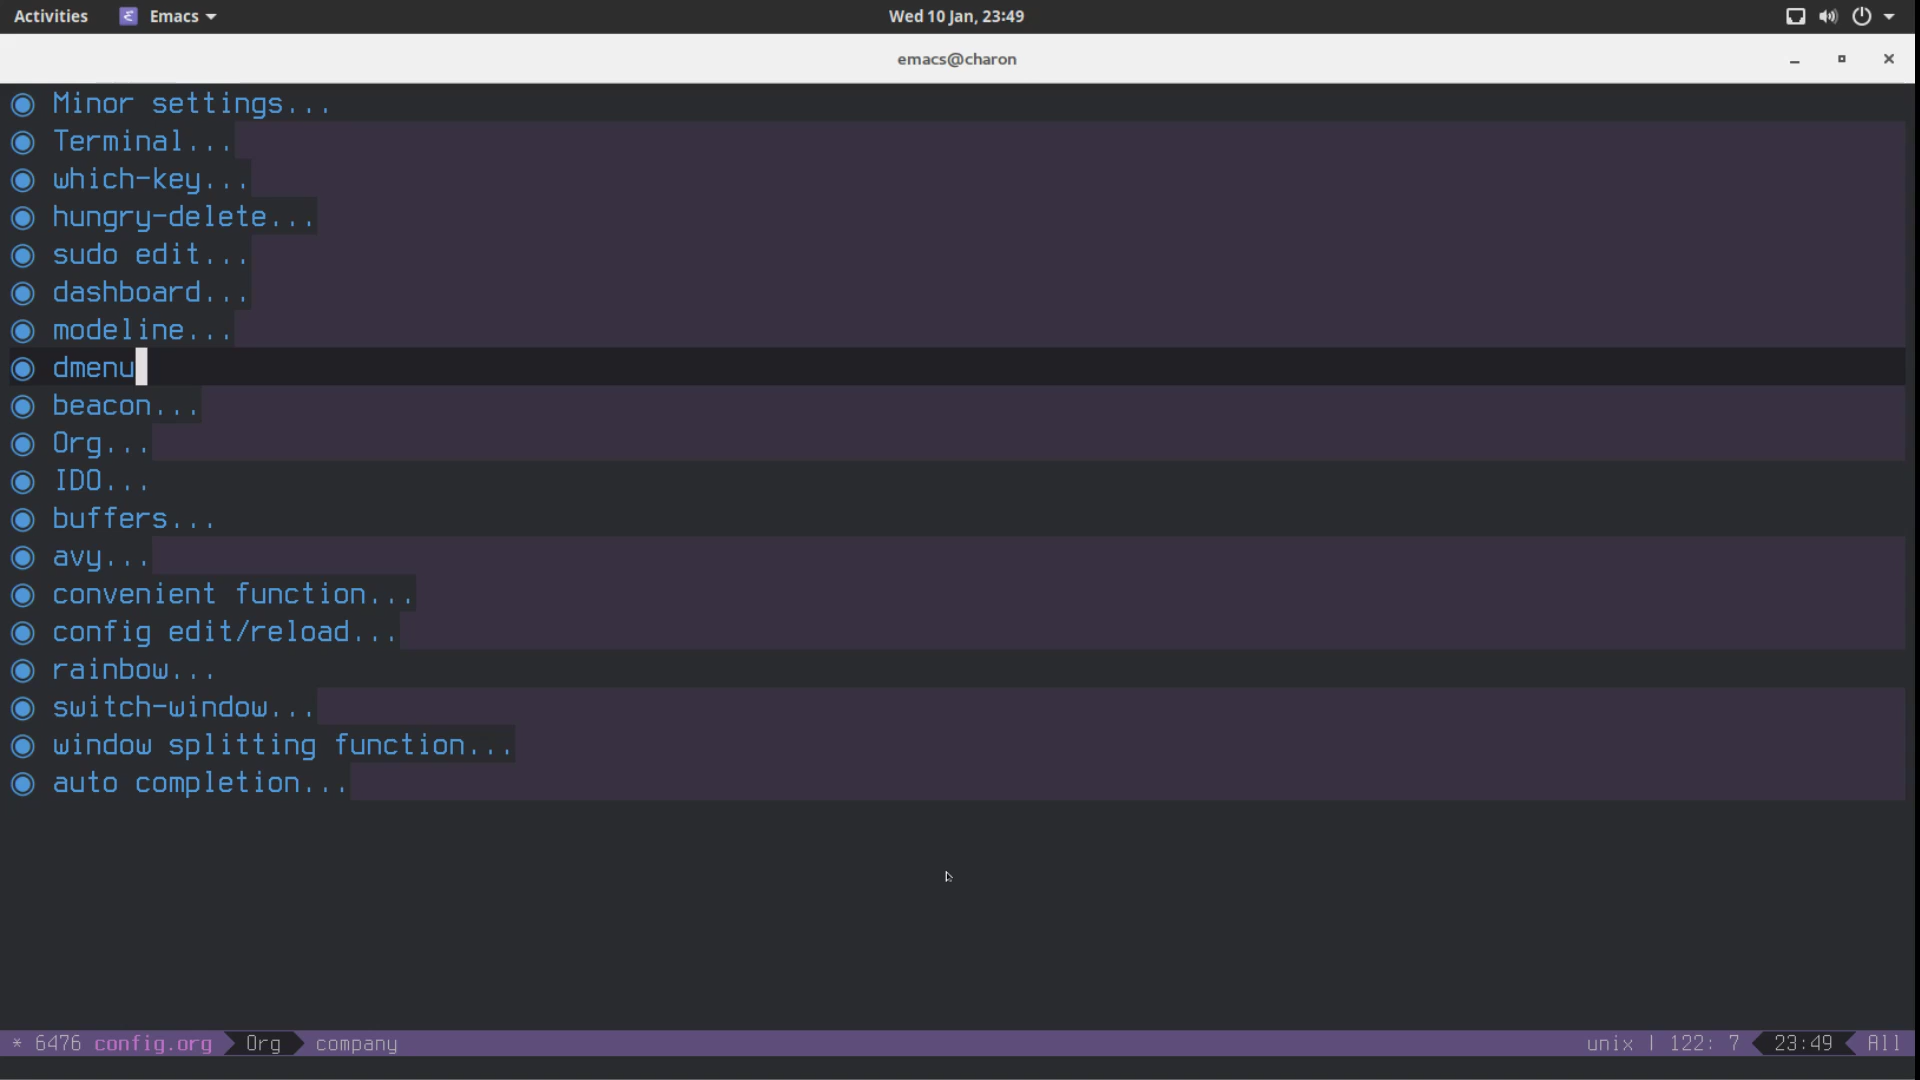 Activities Emacs Wed 10 Jan, 23:49
emacs@charon
Minor settings...
Terminal...
which-key...
hungry-delete...
sudo edit...
dashboard...
modeline...
dmenu
beacon...
Org...
IDO...
buffers...
avy...
convenient function...
config edit/reload...
rainbow...
switch-window...
window splitting function...
auto completion...
* 6476 config.org Org company unix | 122: 7 23:49 All